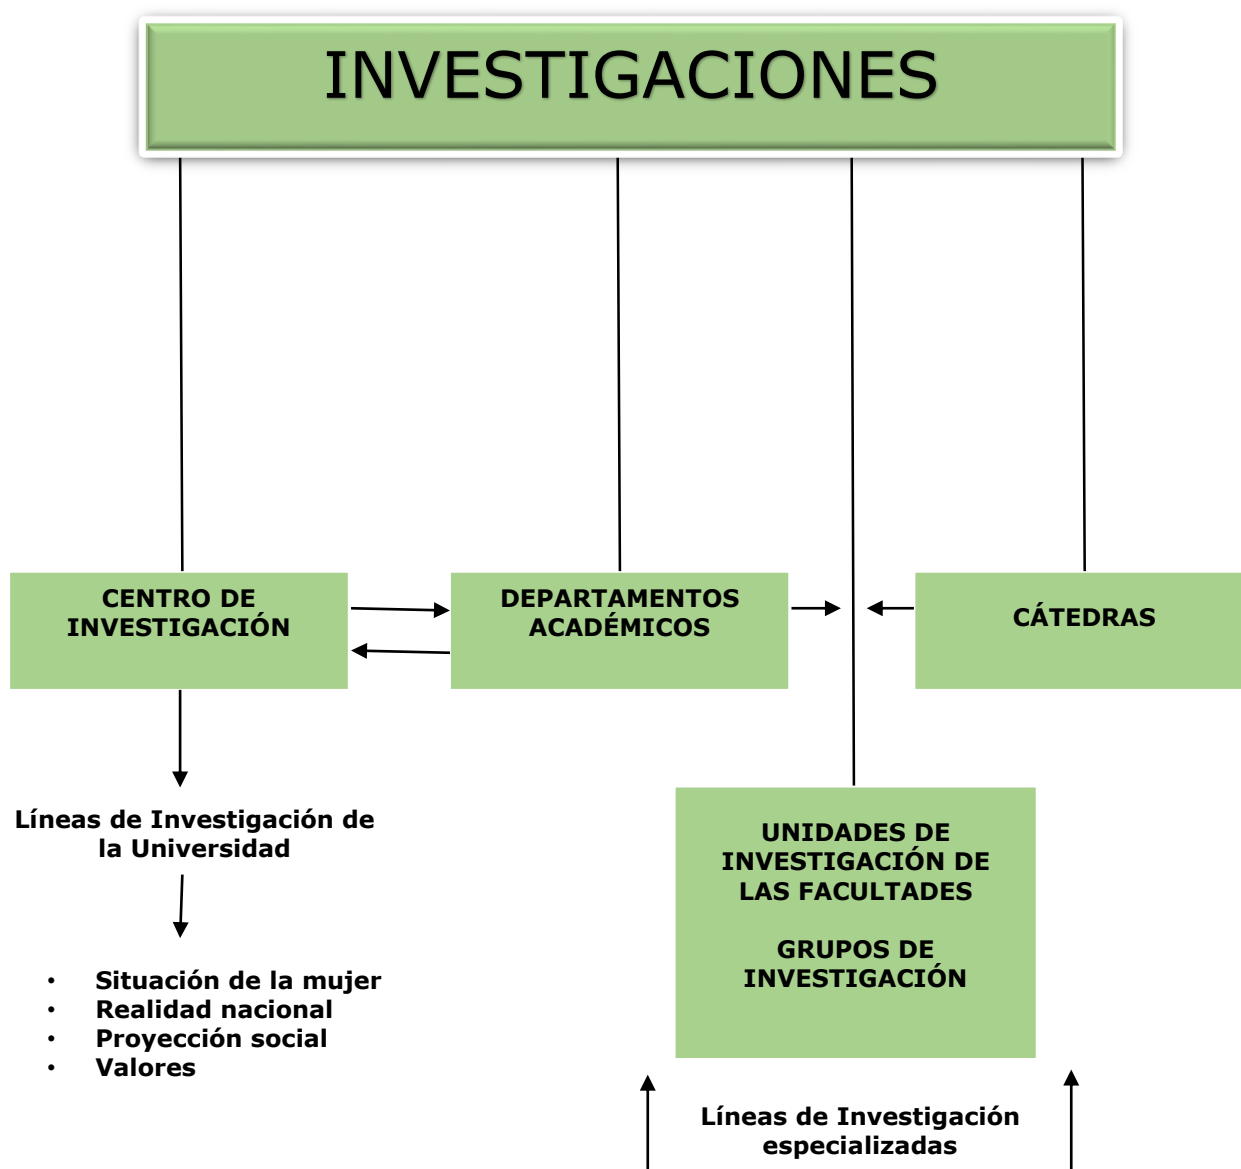 INVESTIGACIONES
CENTRO DE
INVESTIGACIÓN
DEPARTAMENTOS
ACADÉMICOS
CÁTEDRAS
Líneas de Investigación de
la Universidad
• Situación de la mujer
• Realidad nacional
• Proyección social
• Valores
UNIDADES DE
INVESTIGACIÓN DE
LAS FACULTADES
GRUPOS DE
INVESTIGACIÓN
Líneas de Investigación
especializadas